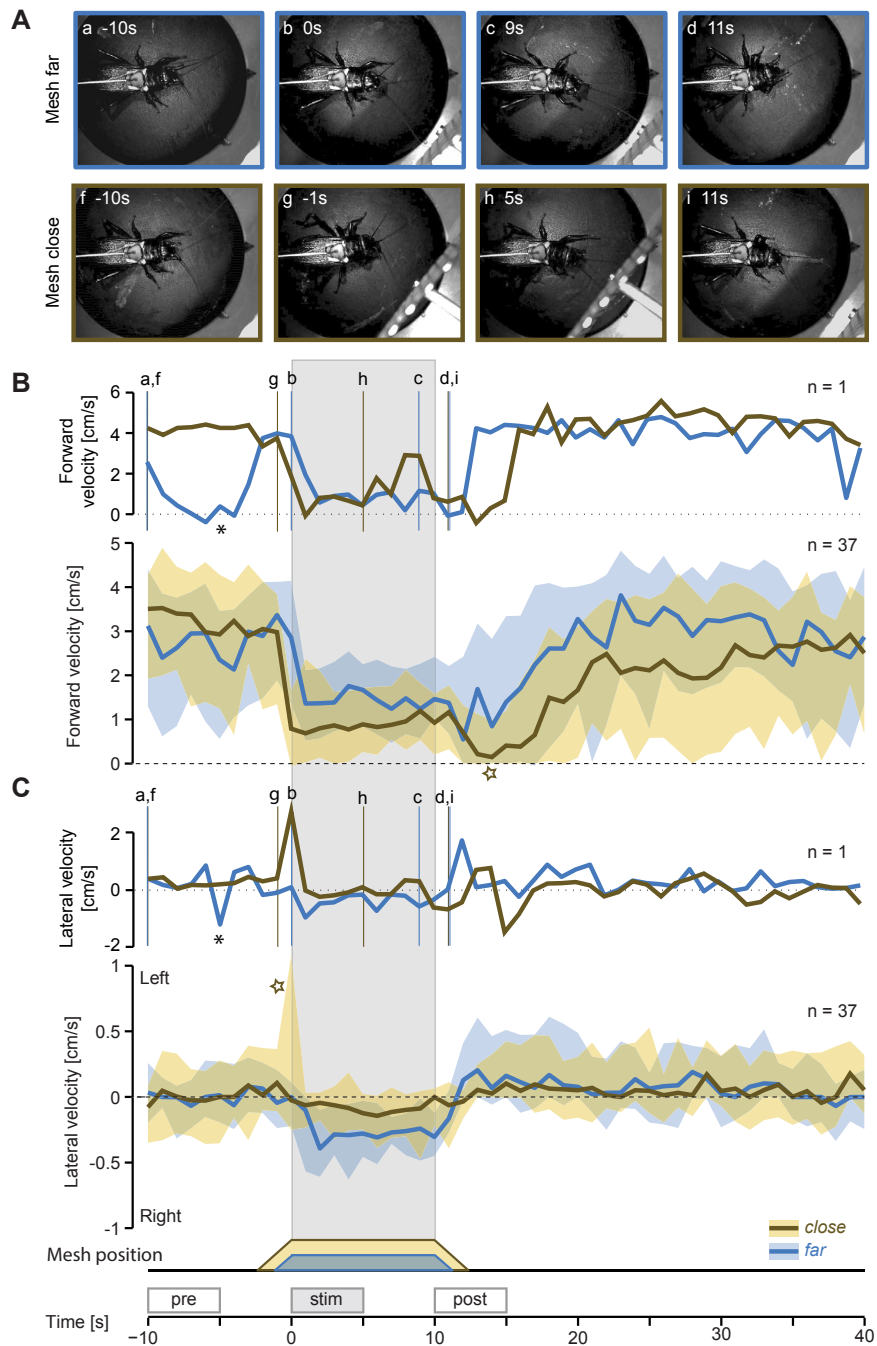 A
Mesh far
a -10s
b 0s
c 9s
d 11s
Mesh close
f -10s
g -1s
h 5s
i 11s
B
a,f
g
b
h
c
d,i
n = 1
Forward
velocity [cm/s]
6
4
2
0
*
n = 37
Forward velocity [cm/s]
5
4
3
2
1
0
C
a,f
g
b
h
c
d,i
n = 1
Lateral velocity
[cm/s]
2
0
-2
*
Left
n = 37
Lateral velocity [cm/s]
1
0.5
0
-0.5
-1
Right
close
far
Mesh position
pre
stim
post
Time [s]
−10
0
10
20
30
40